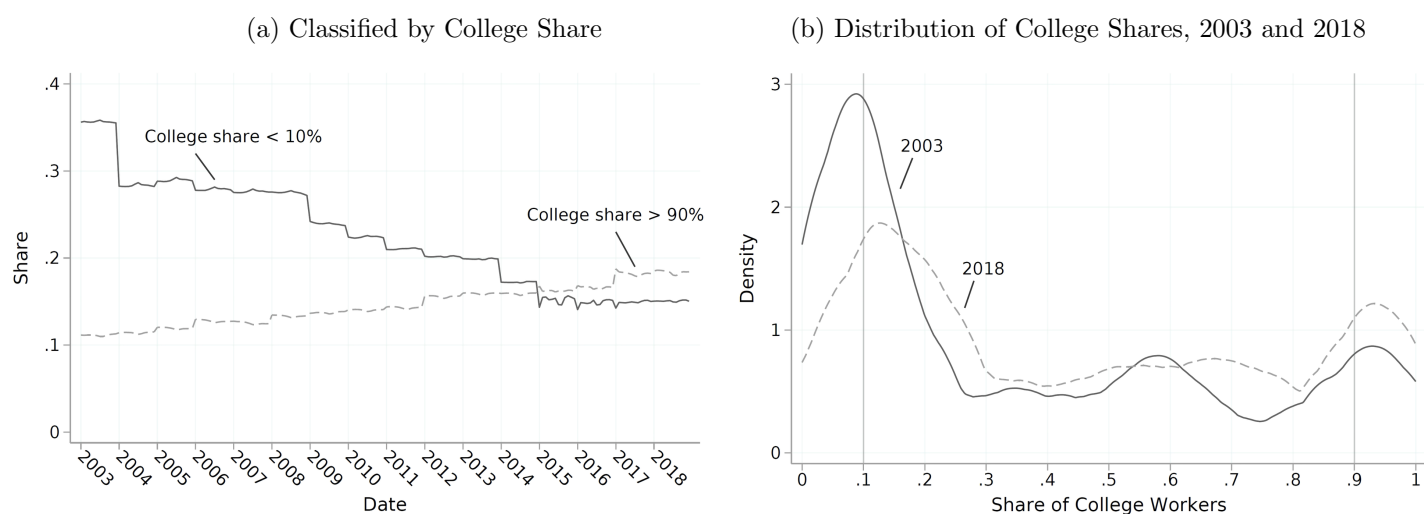 (a) Classified by College Share
.4
.3
.2
.1
0
Share
College share < 10%
College share > 90%
2003 2004 2005 2006 2007 2008 2009 2010 2011 2012 2013 2014 2015 2016 2017 2018
Date
(b) Distribution of College Shares, 2003 and 2018
3
2
1
0
Density
2003
2018
0 .1 .2 .3 .4 .5 .6 .7 .8 .9 1
Share of College Workers